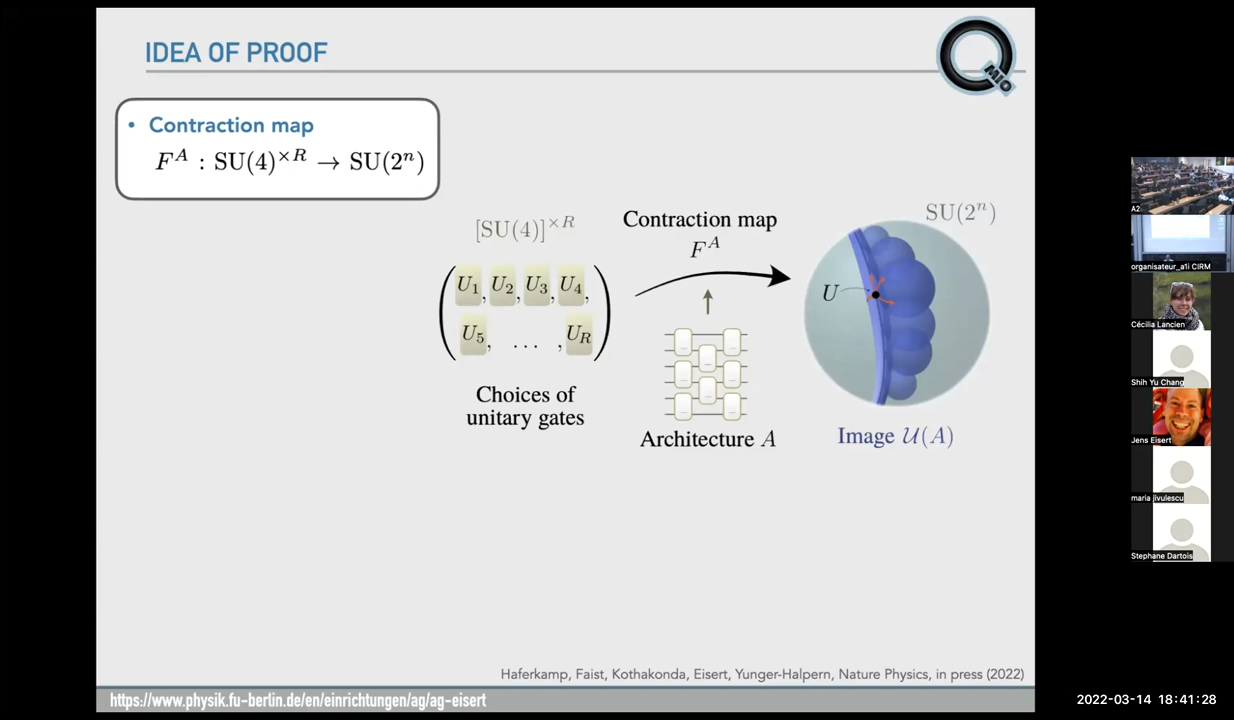 IDEA OF PROOF
Q
MIO
• Contraction map
F^A : SU(4)^{×R} → SU(2^n)
[SU(4)]^{×R}
(U_1, U_2, U_3, U_4,
U_5, ... , U_R)
Choices of
unitary gates
Contraction map
F^A
Architecture A
SU(2^n)
U
Image 𝒰(A)
Haferkamp, Faist, Kothakonda, Eisert, Yunger-Halpern, Nature Physics, in press (2022)
https://www.physik.fu-berlin.de/en/einrichtungen/ag/ag-eisert
A2
organisateur_a1i CIRM
Cécilia Lancien
Shih Yu Chang
Jens Eisert
maria jivulescu
Stephane Dartois
2022-03-14 18:41:28